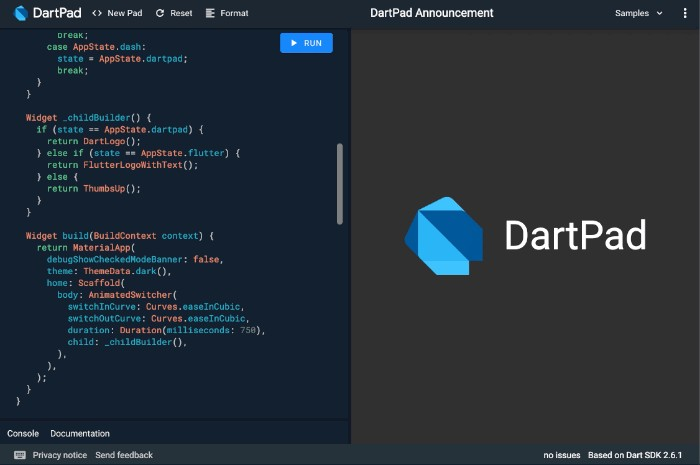 DartPad
New Pad
Reset
Format
DartPad Announcement
Samples
RUN
break;
case AppState.dash:
state = AppState.dartpad;
break;
}
}
Widget _childBuilder() {
if (state == AppState.dartpad) {
return DartLogo();
} else if (state == AppState.flutter) {
return FlutterLogoWithText();
} else {
return ThumbsUp();
}
}
Widget build(BuildContext context) {
return MaterialApp(
debugShowCheckedModeBanner: false,
theme: ThemeData.dark(),
home: Scaffold(
body: AnimatedSwitcher(
switchInCurve: Curves.easeInCubic,
switchOutCurve: Curves.easeInCubic,
duration: Duration(milliseconds: 750),
child: _childBuilder(),
),
),
);
}
}
DartPad
Console
Documentation
Privacy notice
Send feedback
no issues
Based on Dart SDK 2.6.1